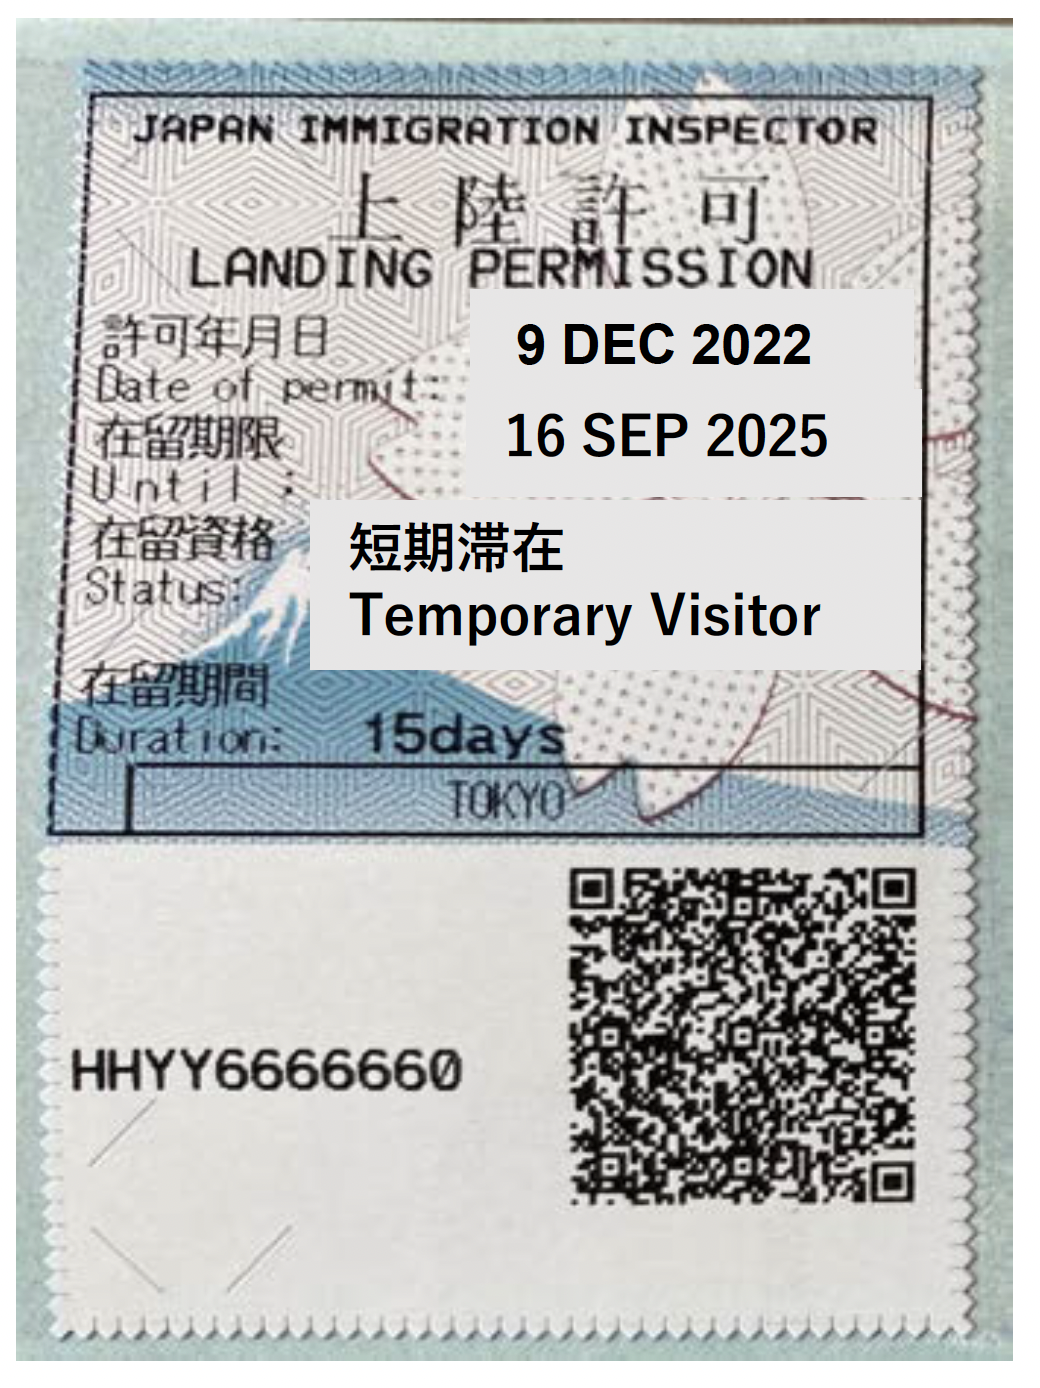 JAPAN IMMIGRATION INSPECTOR
上陸許可
LANDING PERMISSION
許可年月日
Date of permit:
9 DEC 2022
在留期限
Until :
16 SEP 2025
在留資格
Status:
短期滞在
Temporary Visitor
在留期間
Duration: 15days
TOKYO
HHYY6666660